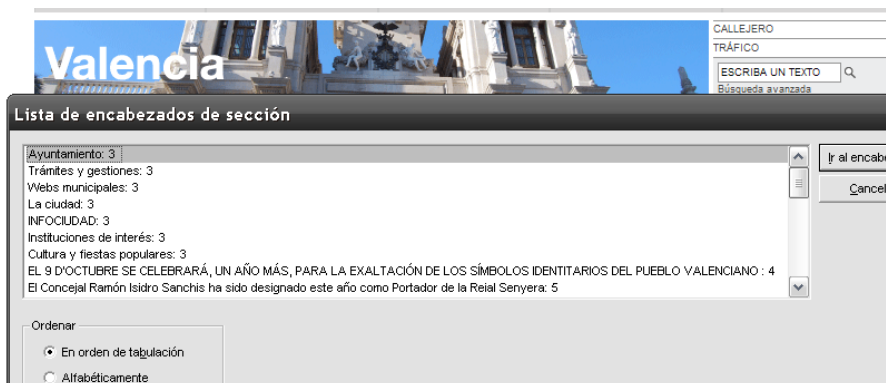 Valencia
CALLEJERO
TRÁFICO
ESCRIBA UN TEXTO
Búsqueda avanzada
Lista de encabezados de sección
Ayuntamiento: 3
Trámites y gestiones: 3
Webs municipales: 3
La ciudad: 3
INFOCIUDAD: 3
Instituciones de interés: 3
Cultura y fiestas populares: 3
EL 9 D'OCTUBRE SE CELEBRARÁ, UN AÑO MÁS, PARA LA EXALTACIÓN DE LOS SÍMBOLOS IDENTITARIOS DEL PUEBLO VALENCIANO : 4
El Concejal Ramón Isidro Sanchis ha sido designado este año como Portador de la Reial Senyera: 5
Ir al encabe
Cancel
Ordenar
En orden de tabulación
Alfabéticamente